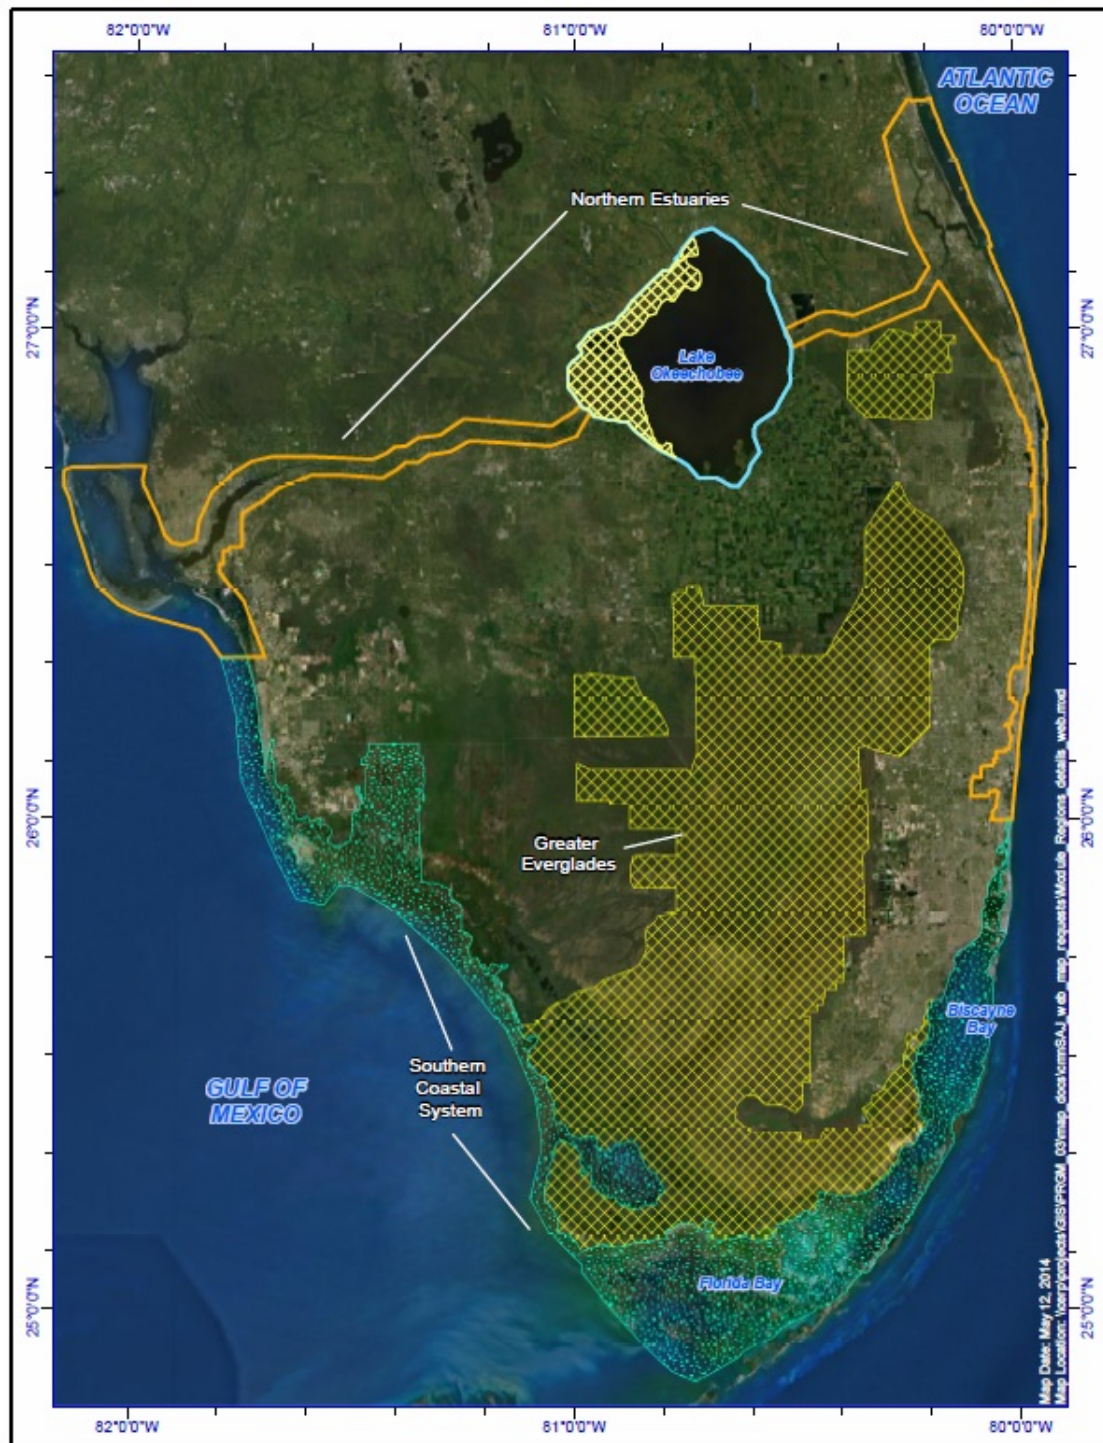 82°0'0"W
81°0'0"W
80°0'0"W
ATLANTIC
OCEAN
Northern Estuaries
27°0'0"N
27°0'0"N
Lake
Okeechobee
26°0'0"N
26°0'0"N
Greater
Everglades
Biscayne
Bay
Southern
Coastal
System
GULF OF
MEXICO
Florida Bay
25°0'0"N
25°0'0"N
Map Date: May 12, 2014
Map Location:
82°0'0"W
81°0'0"W
80°0'0"W